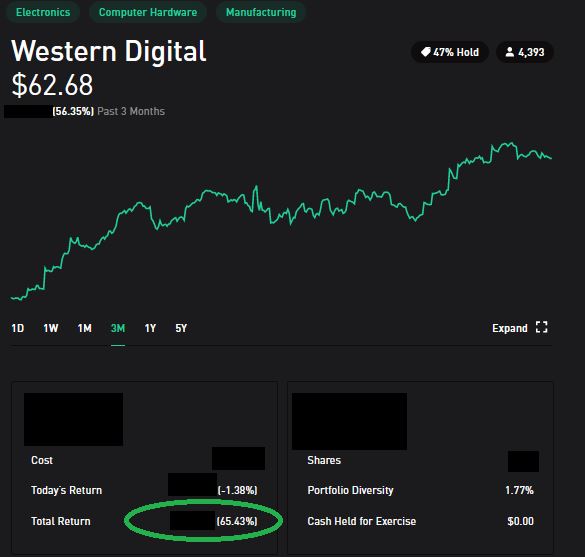 Electronics Computer Hardware Manufacturing
Western Digital 47% Hold 4,393
$62.68
(56.35%) Past 3 Months
1D 1W 1M 3M 1Y 5Y Expand
Cost
Today's Return (-1.38%)
Total Return (65.43%)
Shares
Portfolio Diversity 1.77%
Cash Held for Exercise $0.00